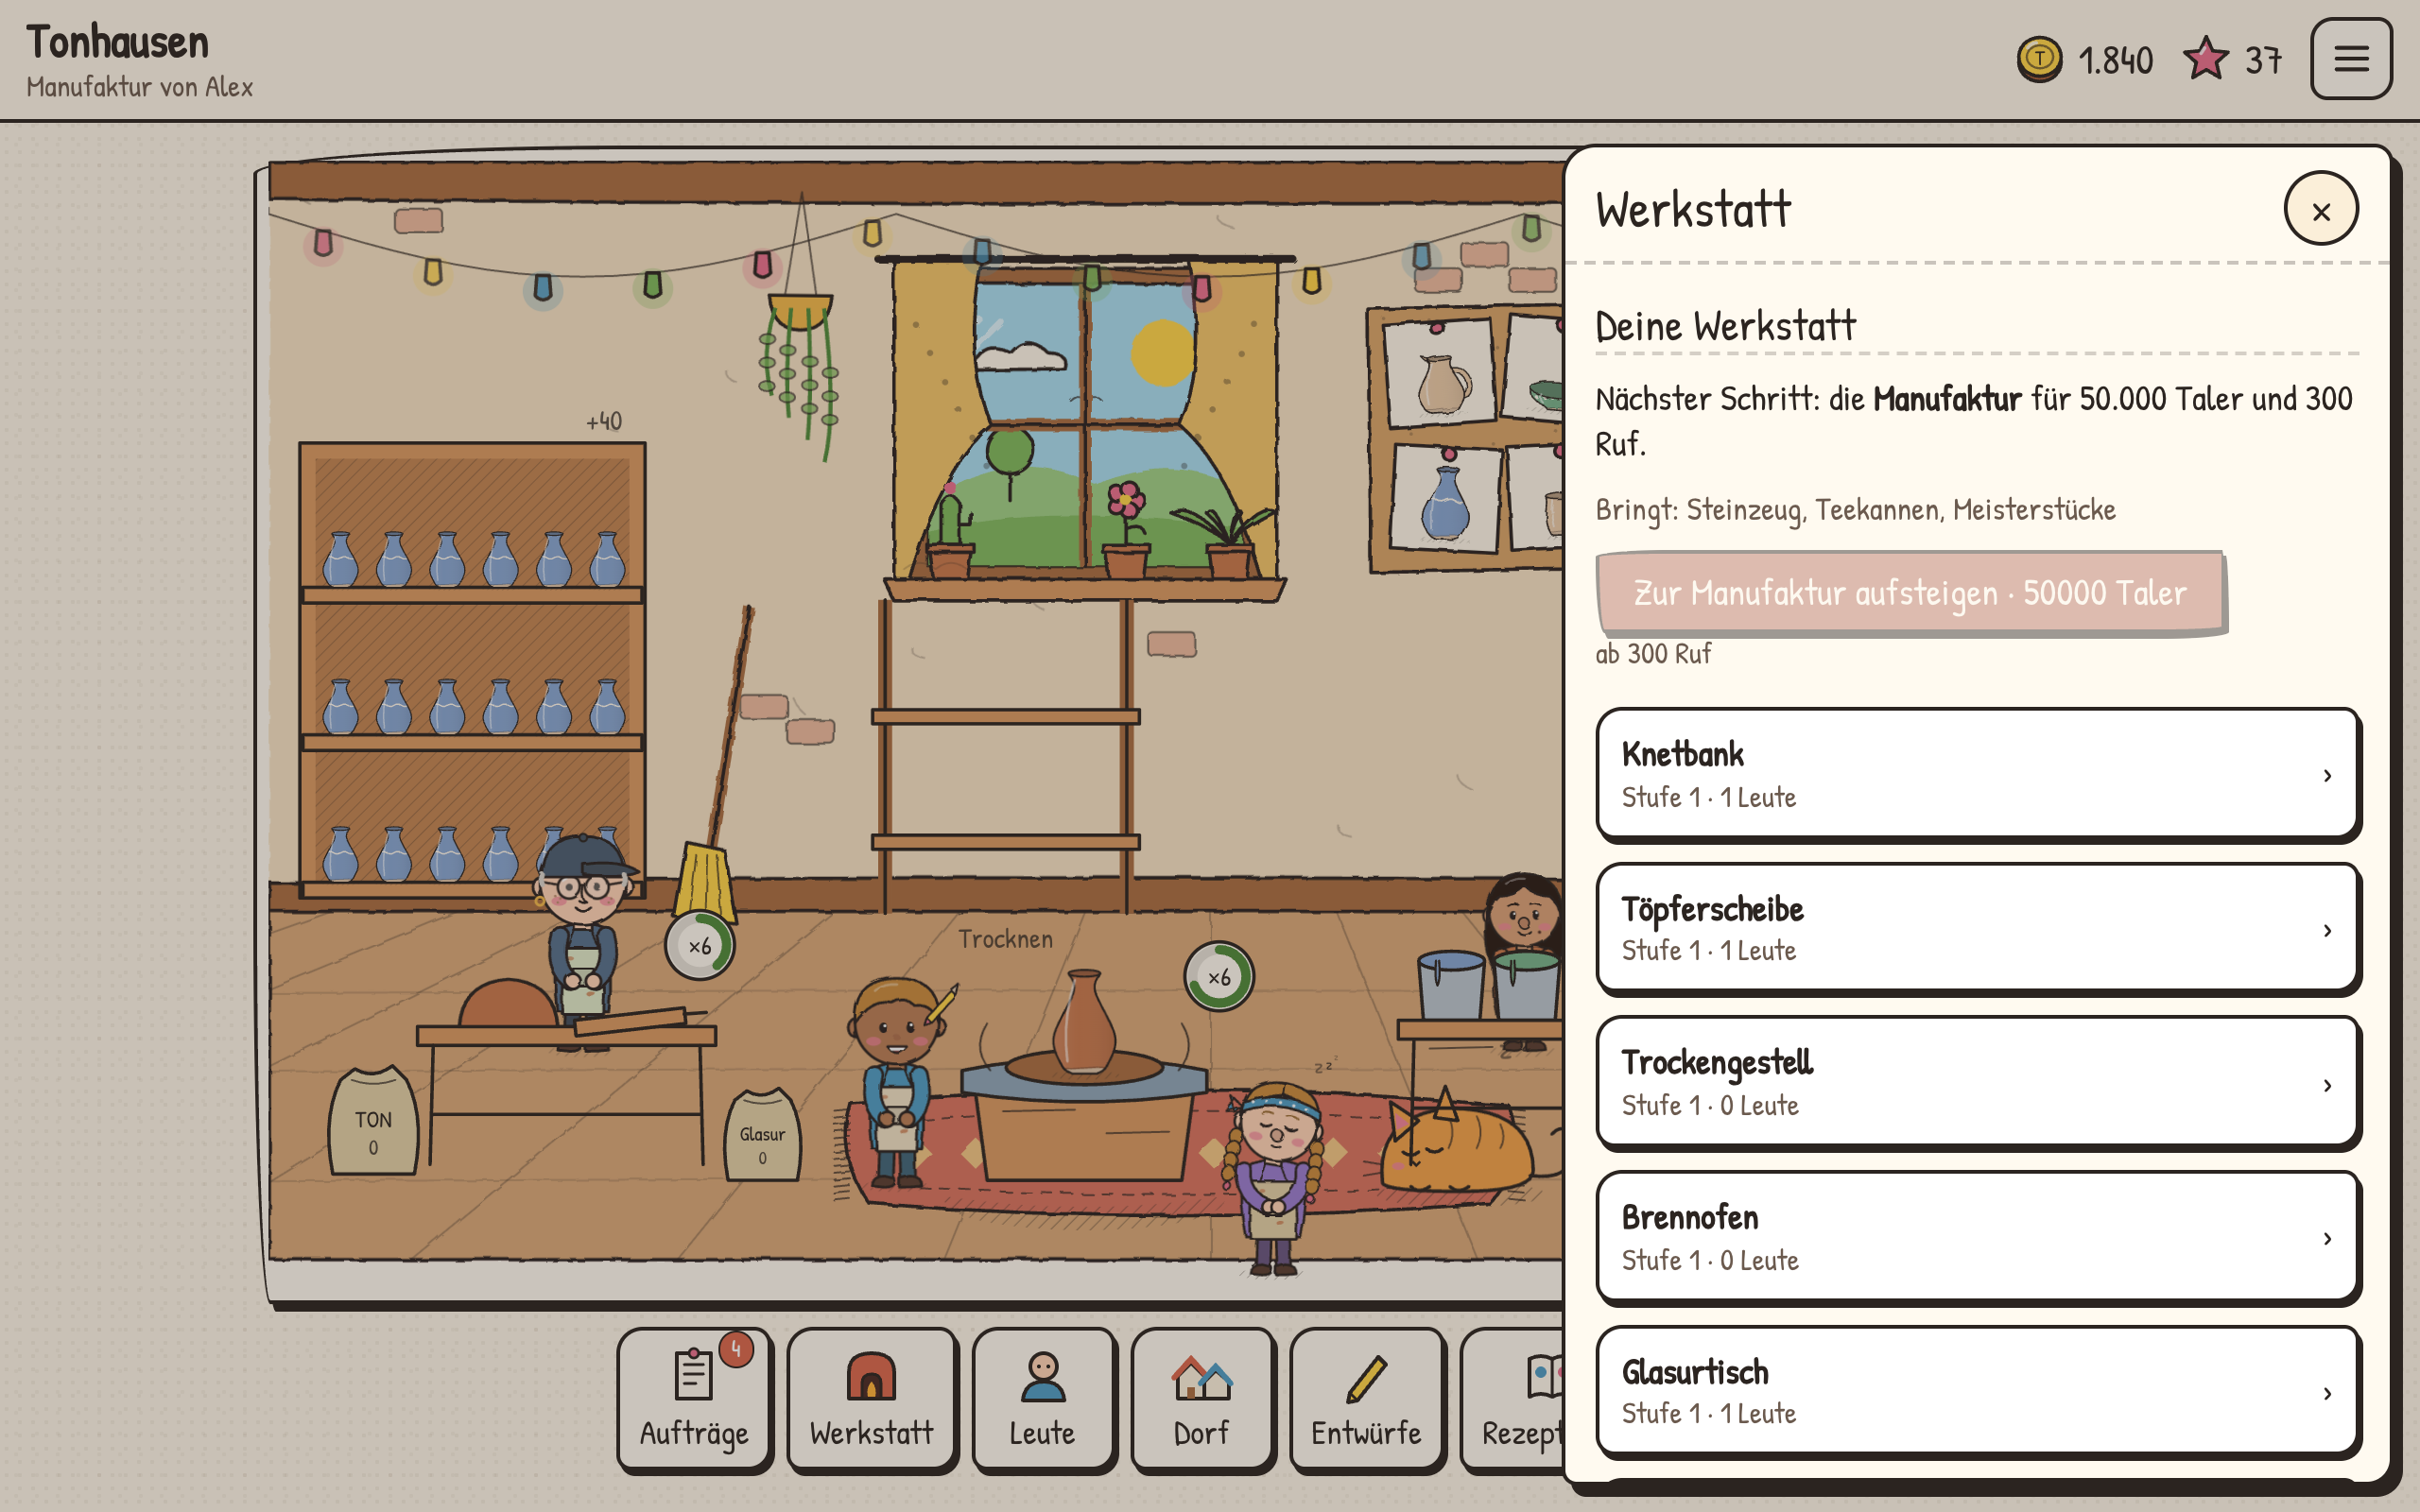 Tonhausen
Manufaktur von Alex
T
1.840
37
+40
TON
0
Glasur
0
×6
Trocknen
×6
z z z
z
Aufträge
4
Werkstatt
Leute
Dorf
Entwürfe
Rezept
Werkstatt
×
Deine Werkstatt
Nächster Schritt: die Manufaktur für 50.000 Taler und 300
Ruf.
Bringt: Steinzeug, Teekannen, Meisterstücke
Zur Manufaktur aufsteigen · 50000 Taler
ab 300 Ruf
Knetbank
Stufe 1 · 1 Leute
›
Töpferscheibe
Stufe 1 · 1 Leute
›
Trockengestell
Stufe 1 · 0 Leute
›
Brennofen
Stufe 1 · 0 Leute
›
Glasurtisch
Stufe 1 · 1 Leute
›